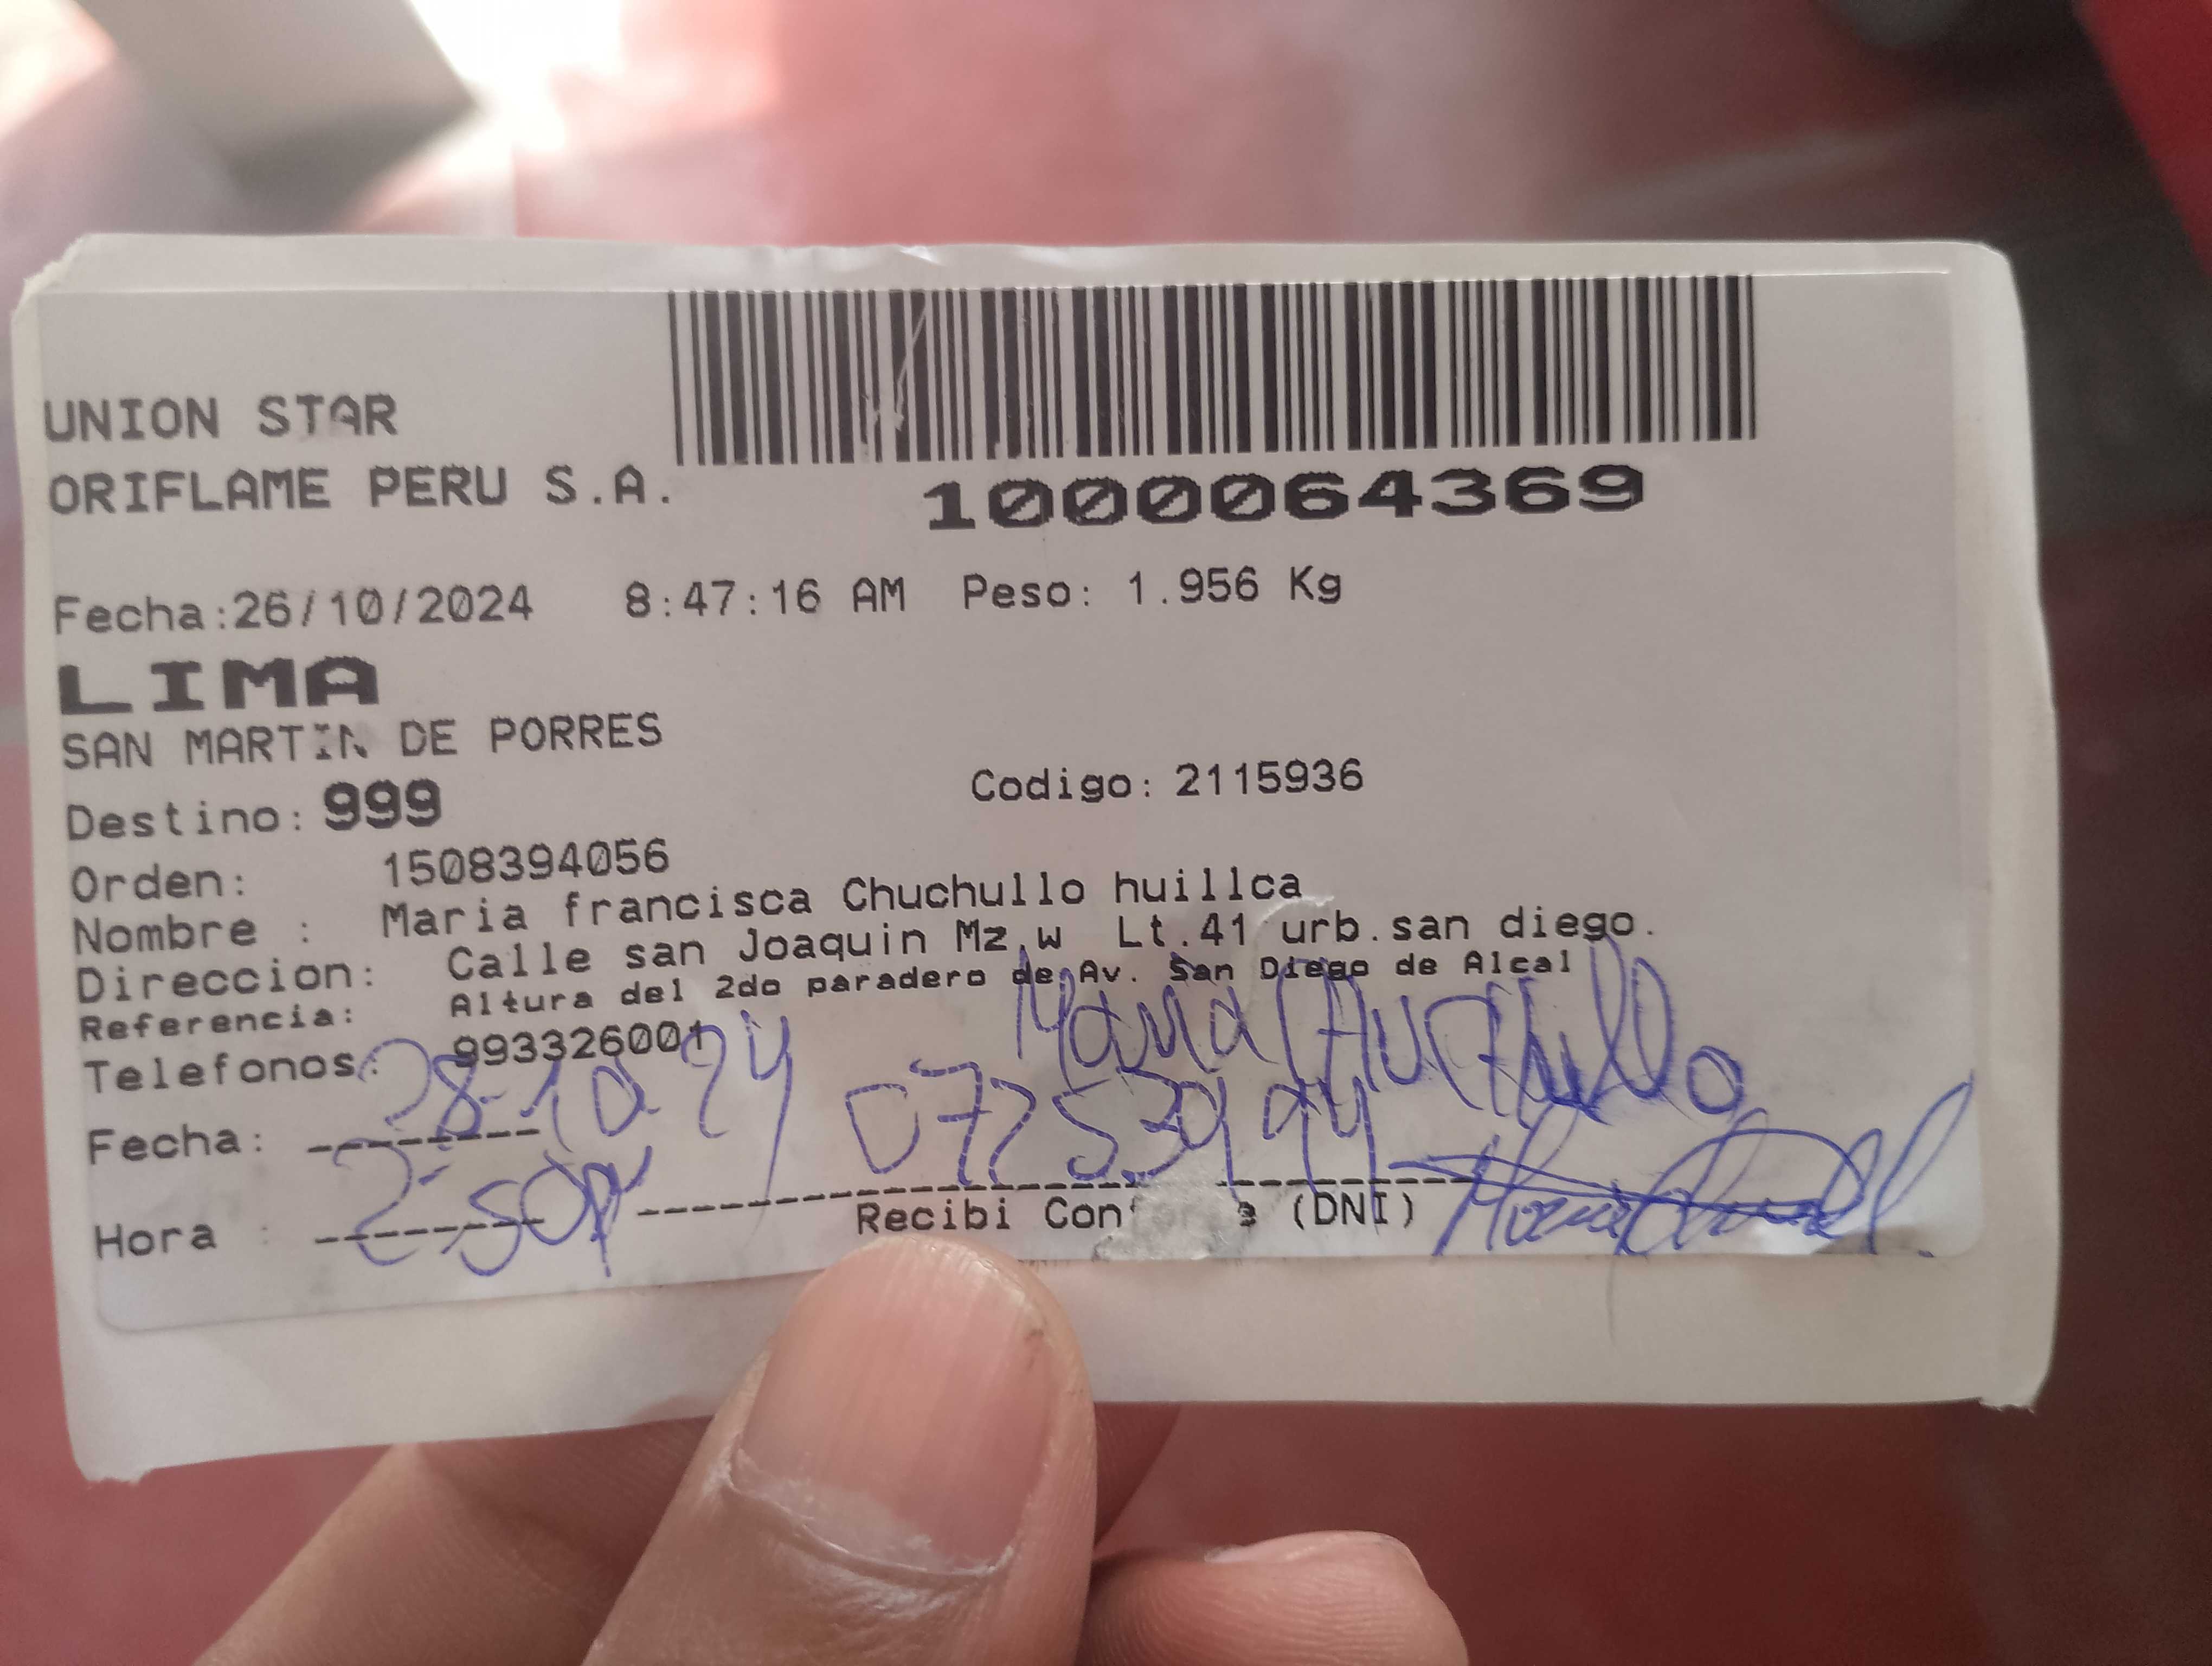 UNION STAR
ORIFLAME PERU S.A.
1000064369
Fecha:26/10/2024 8:47:16 AM Peso: 1.956 Kg
LIMA
SAN MARTIN DE PORRES
Destino: 999 Codigo: 2115936
Orden: 1508394056
Nombre : Maria francisca Chuchullo huillca
Direccion: Calle san Joaquin Mz,w Lt.41 urb.san diego.
Referencia: Altura del 2do paradero de Av. San Diego de Alcal
Telefonos: 993326001
Maria Chuchullo
Fecha: 28-10-24
Hora : 2:50p
Recibi Conforme (DNI)